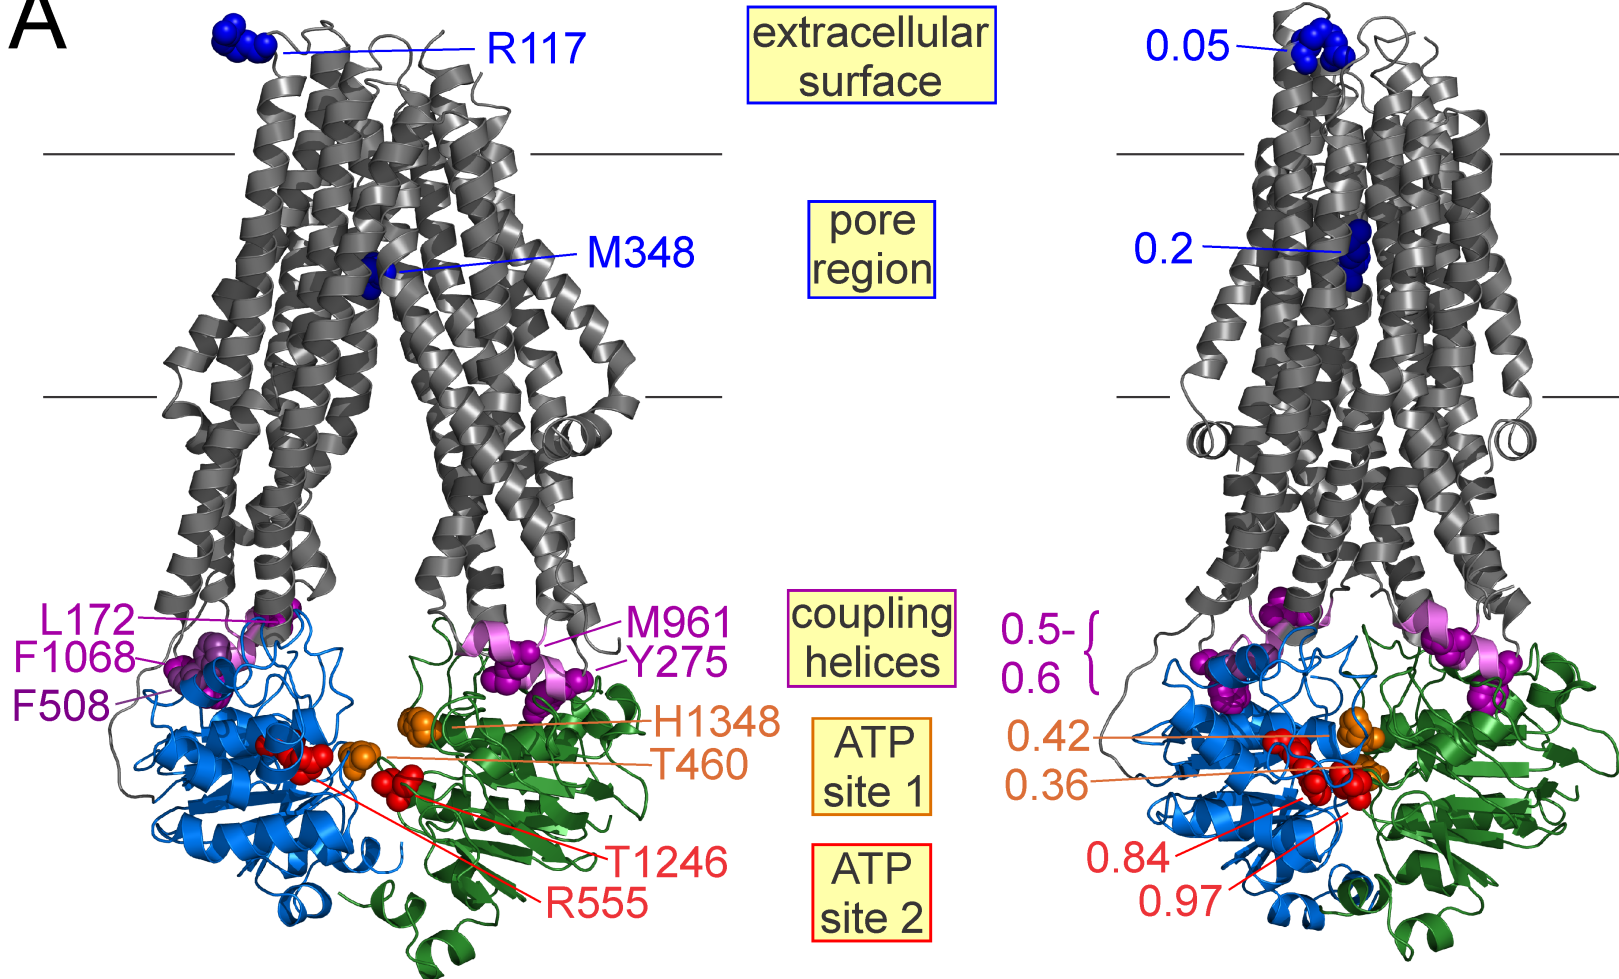 A
R117
extracellular
surface
0.05
M348
pore
region
0.2
L172
F1068
F508
M961
Y275
coupling
helices
0.5-
0.6
H1348
T460
ATP
site 1
0.42
0.36
T1246
R555
ATP
site 2
0.84
0.97